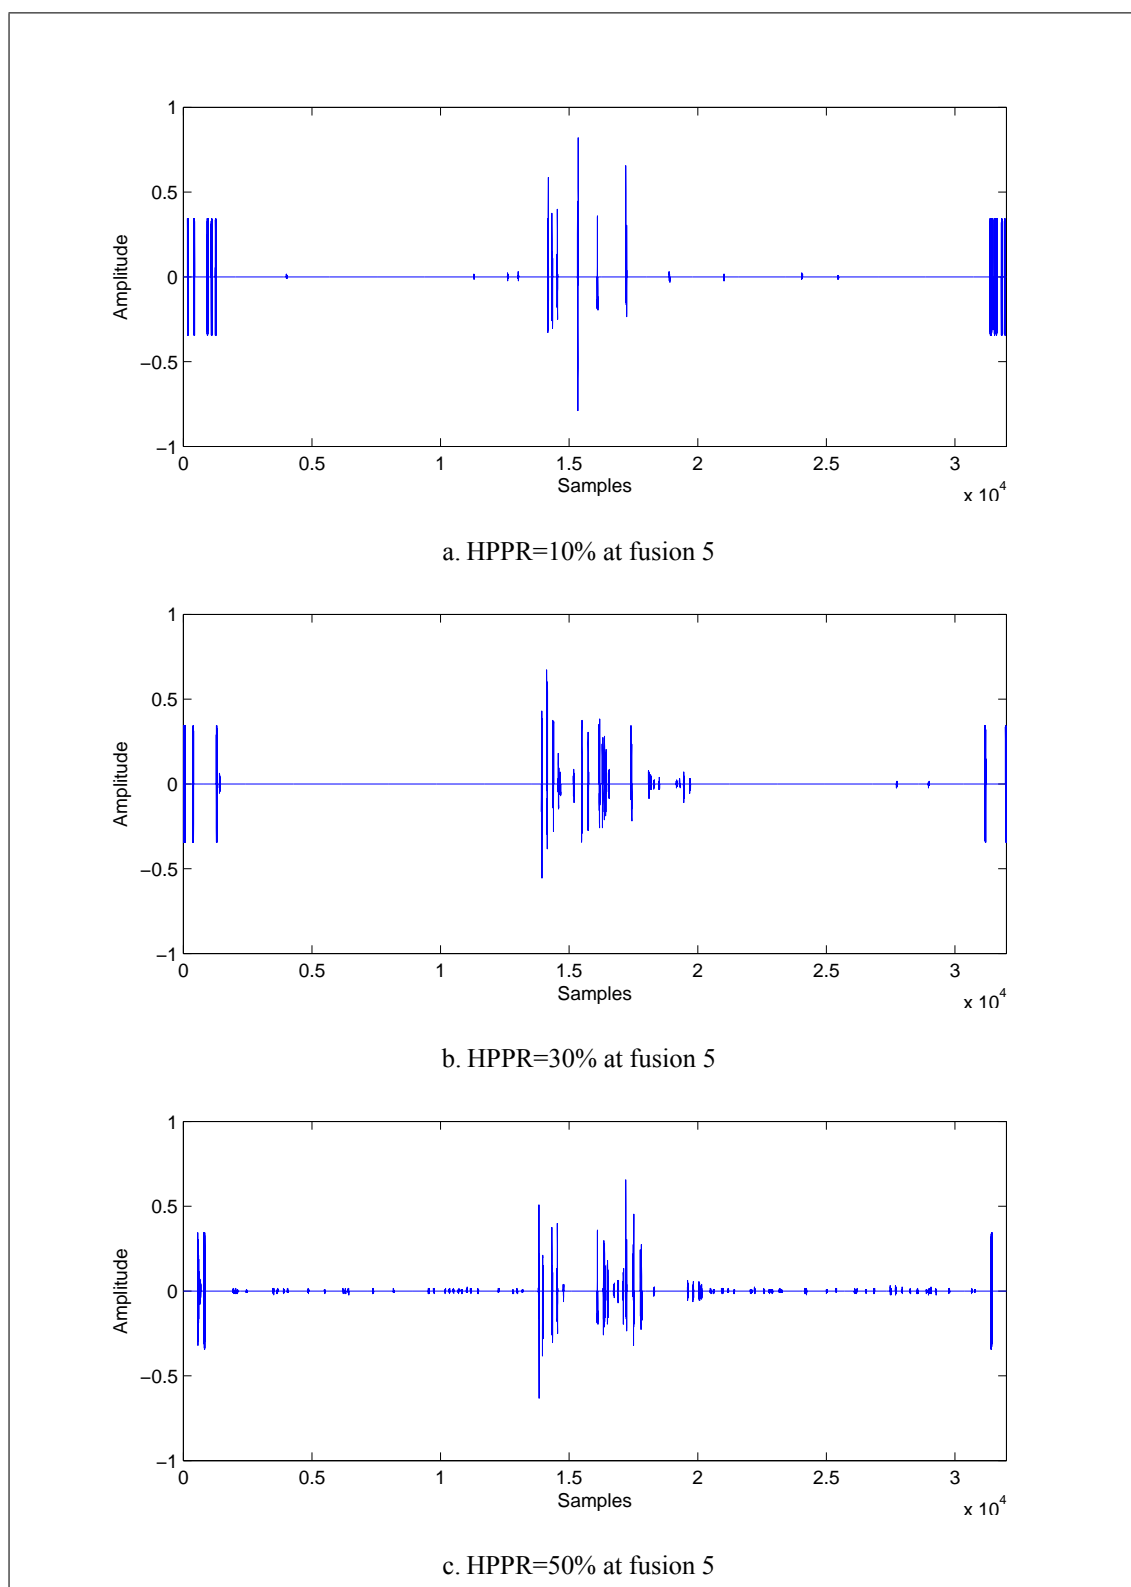 1
0.5
0
−0.5
−1
Amplitude
0 0.5 1 1.5 2 2.5 3
Samples
x 10^4
a. HPPR=10% at fusion 5
1
0.5
0
−0.5
−1
Amplitude
0 0.5 1 1.5 2 2.5 3
Samples
x 10^4
b. HPPR=30% at fusion 5
1
0.5
0
−0.5
−1
Amplitude
0 0.5 1 1.5 2 2.5 3
Samples
x 10^4
c. HPPR=50% at fusion 5